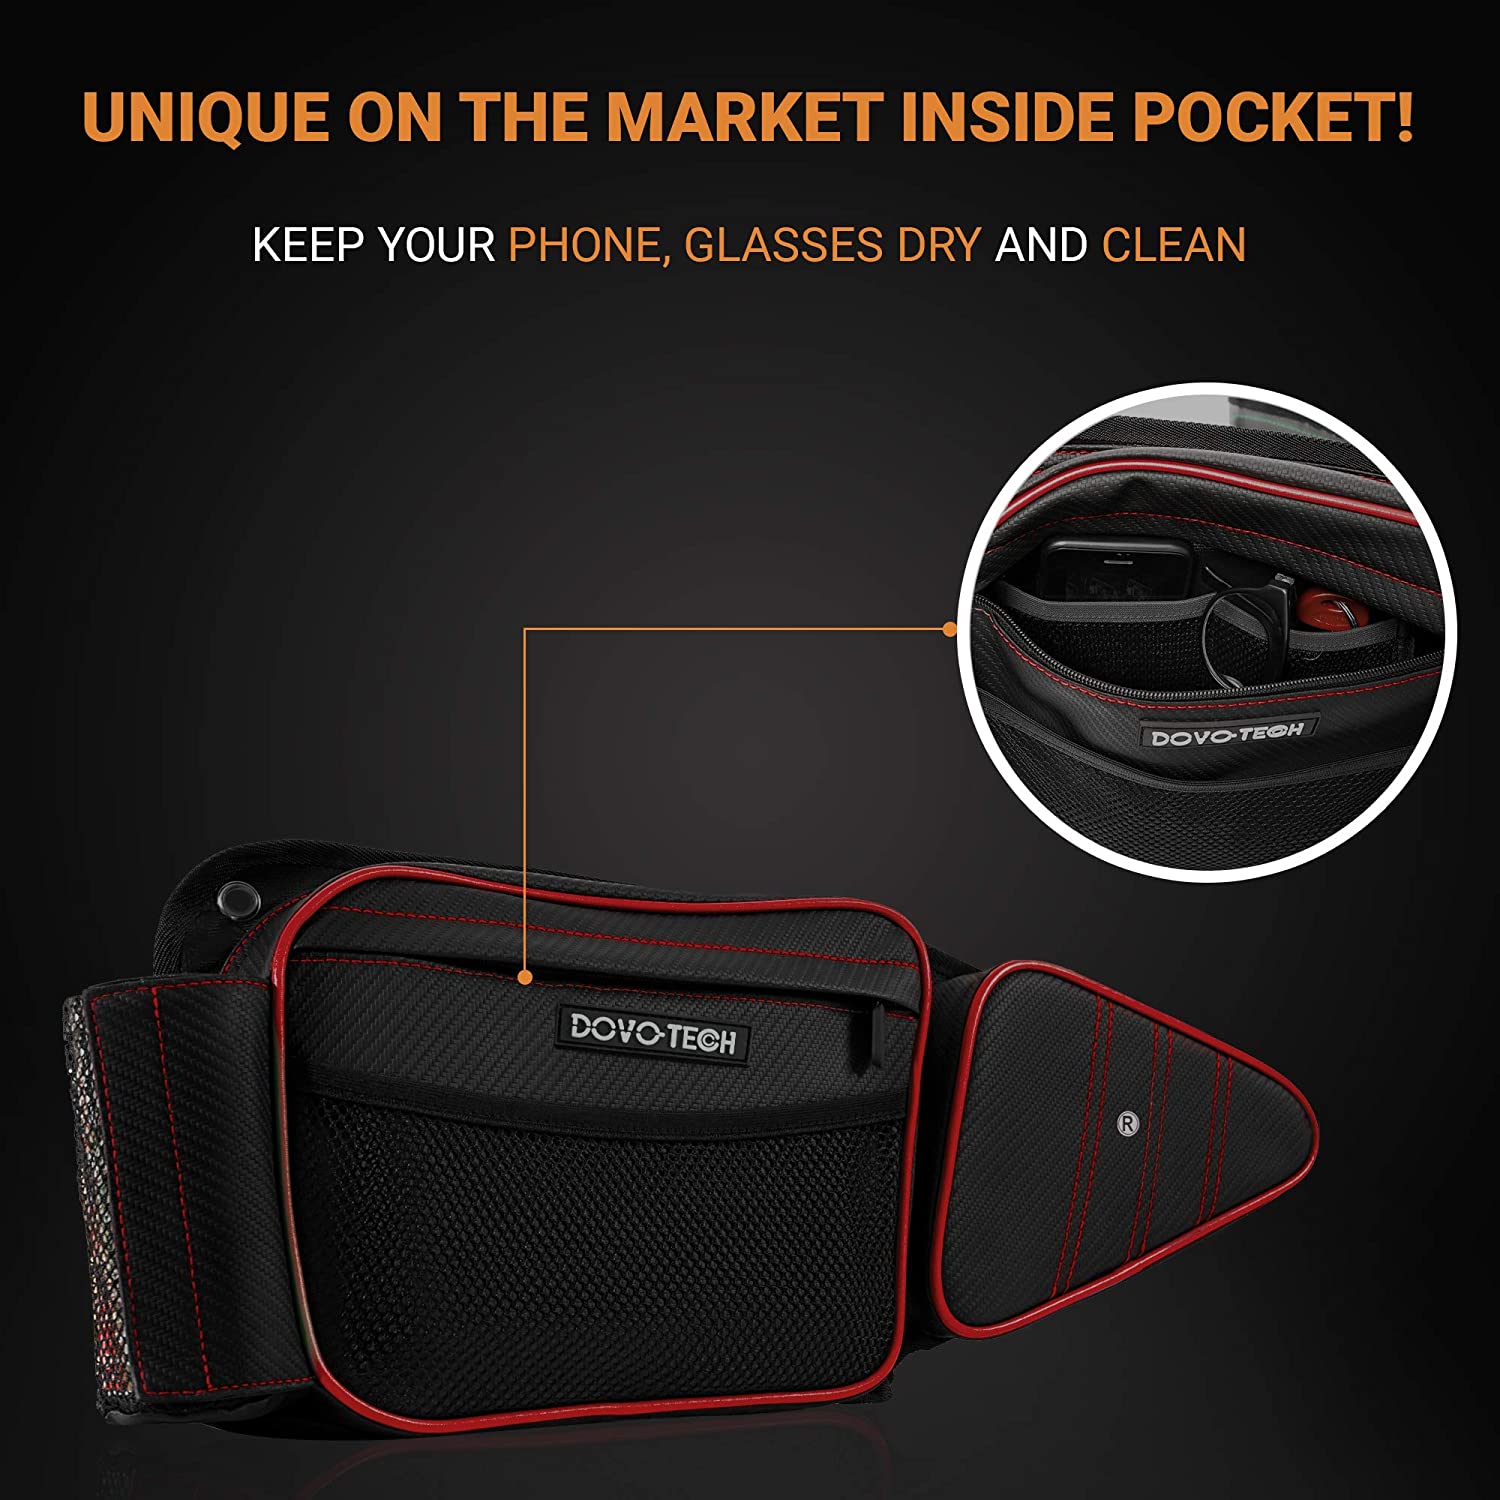 UNIQUE ON THE MARKET INSIDE POCKET!
KEEP YOUR PHONE, GLASSES DRY AND CLEAN
DOVO-TECH
DOVO-TECH
R